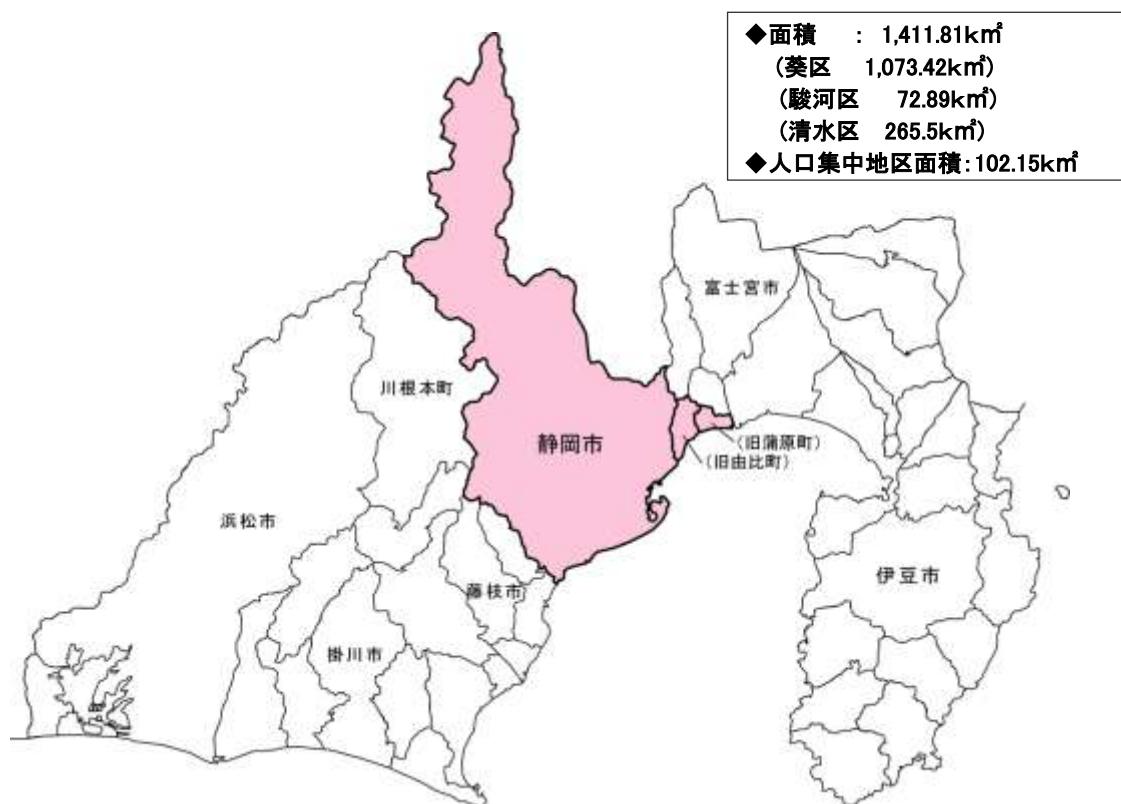 ◆面積 : 1,411.81k㎡
(葵区 1,073.42k㎡)
(駿河区 72.89k㎡)
(清水区 265.5k㎡)
◆人口集中地区面積:102.15k㎡
富士宮市
川根本町
静岡市
(旧蒲原町)
(旧由比町)
浜松市
伊豆市
藤枝市
掛川市